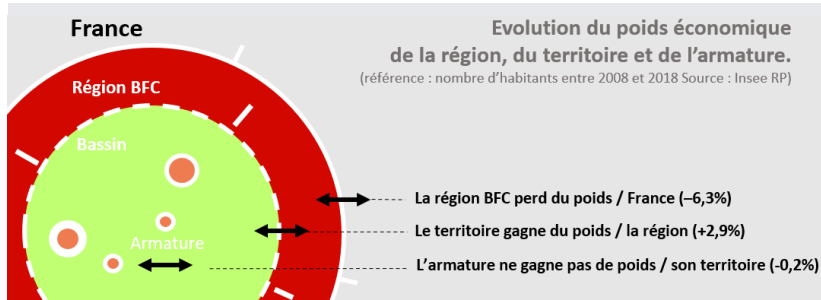 France
Evolution du poids économique
de la région, du territoire et de l'armature.
(référence : nombre d'habitants entre 2008 et 2018 Source : Insee RP)
Région BFC
Bassin
Armature
La région BFC perd du poids / France (–6,3%)
Le territoire gagne du poids / la région (+2,9%)
L'armature ne gagne pas de poids / son territoire (-0,2%)